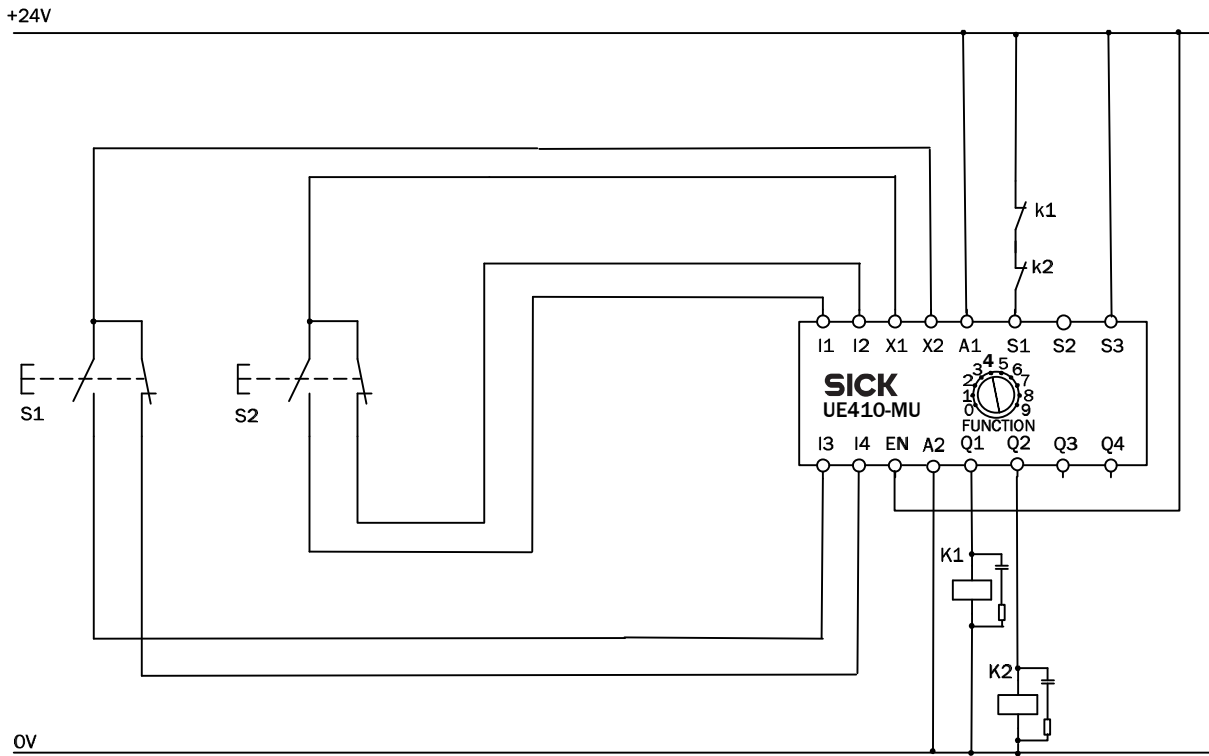 +24V
k1
k2
I1 I2 X1 X2 A1 S1 S2 S3
SICK
UE410-MU
0 1 2 3 4 5 6 7 8 9
FUNCTION
S1
S2
I3 I4 EN A2 Q1 Q2 Q3 Q4
K1
K2
0V